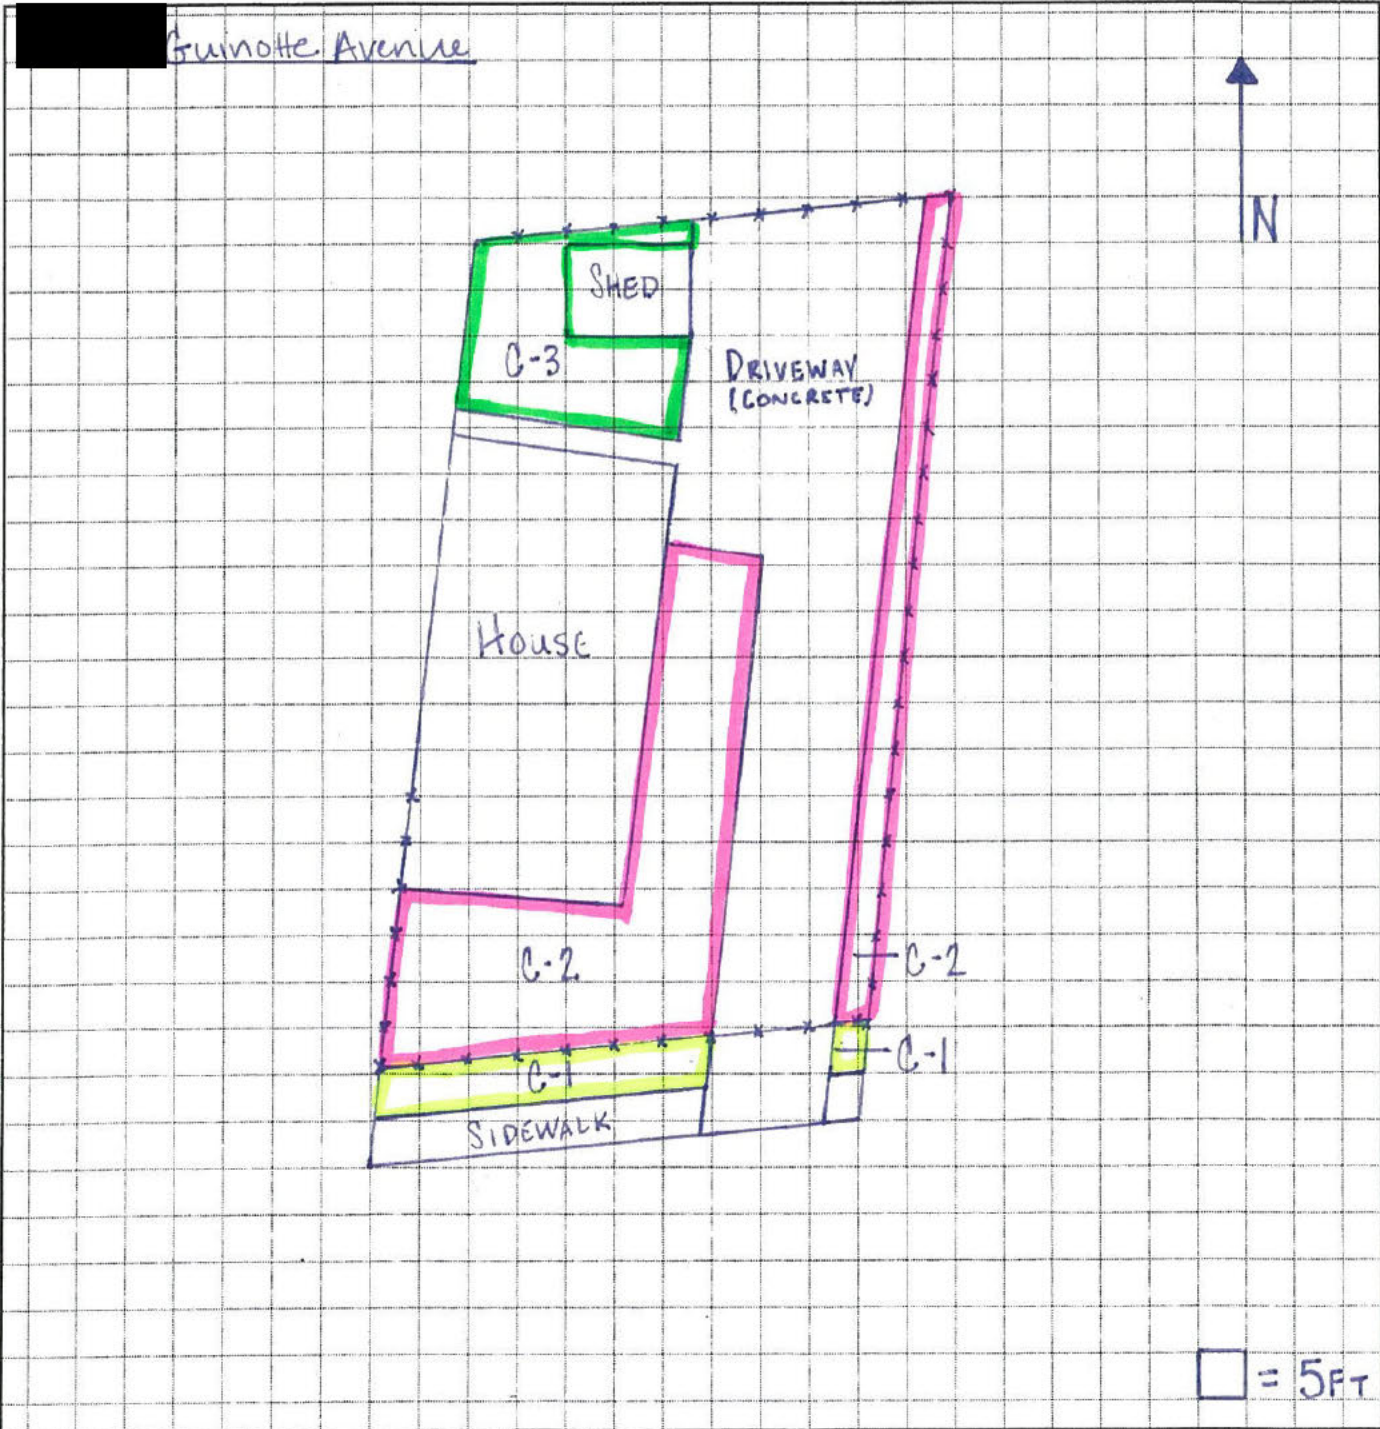 Guinotte Avenue
N
SHED
C-3
DRIVEWAY
(CONCRETE)
HOUSE
C-2
C-2
C-1
C-1
SIDEWALK
= 5FT